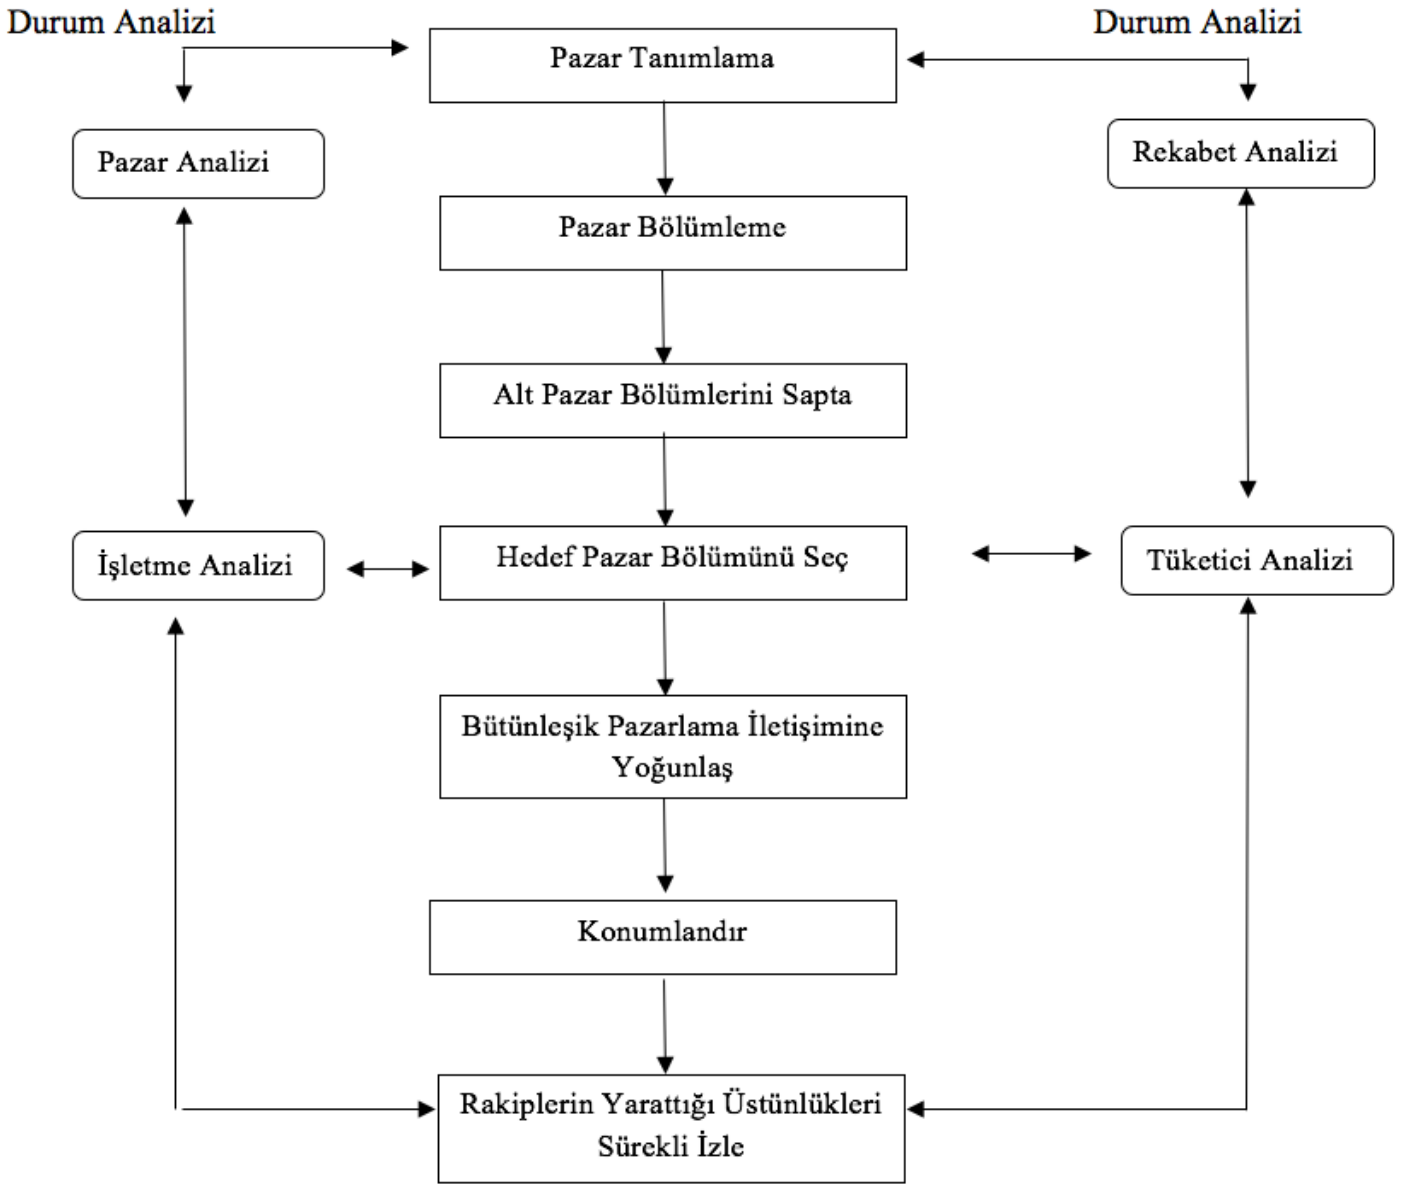 Durum Analizi
Durum Analizi
Pazar Tanımlama
Pazar Analizi
Rekabet Analizi
Pazar Bölümleme
Alt Pazar Bölümlerini Sapta
İşletme Analizi
Hedef Pazar Bölümünü Seç
Tüketici Analizi
Bütünleşik Pazarlama İletişimine
Yoğunlaş
Konumlandır
Rakiplerin Yarattığı Üstünlükleri
Sürekli İzle